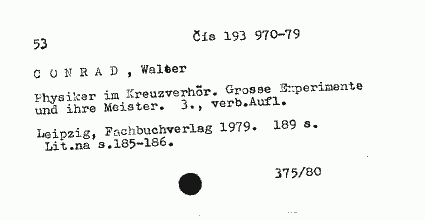 53
Čís 193 970-79
C O N R A D , Walter
Physiker im Kreuzverhör. Grosse Experimente
und ihre Meister. 3., verb.Aufl.
Leipzig, Fachbuchverlag 1979. 189 s.
Lit.na s.185-186.
375/80